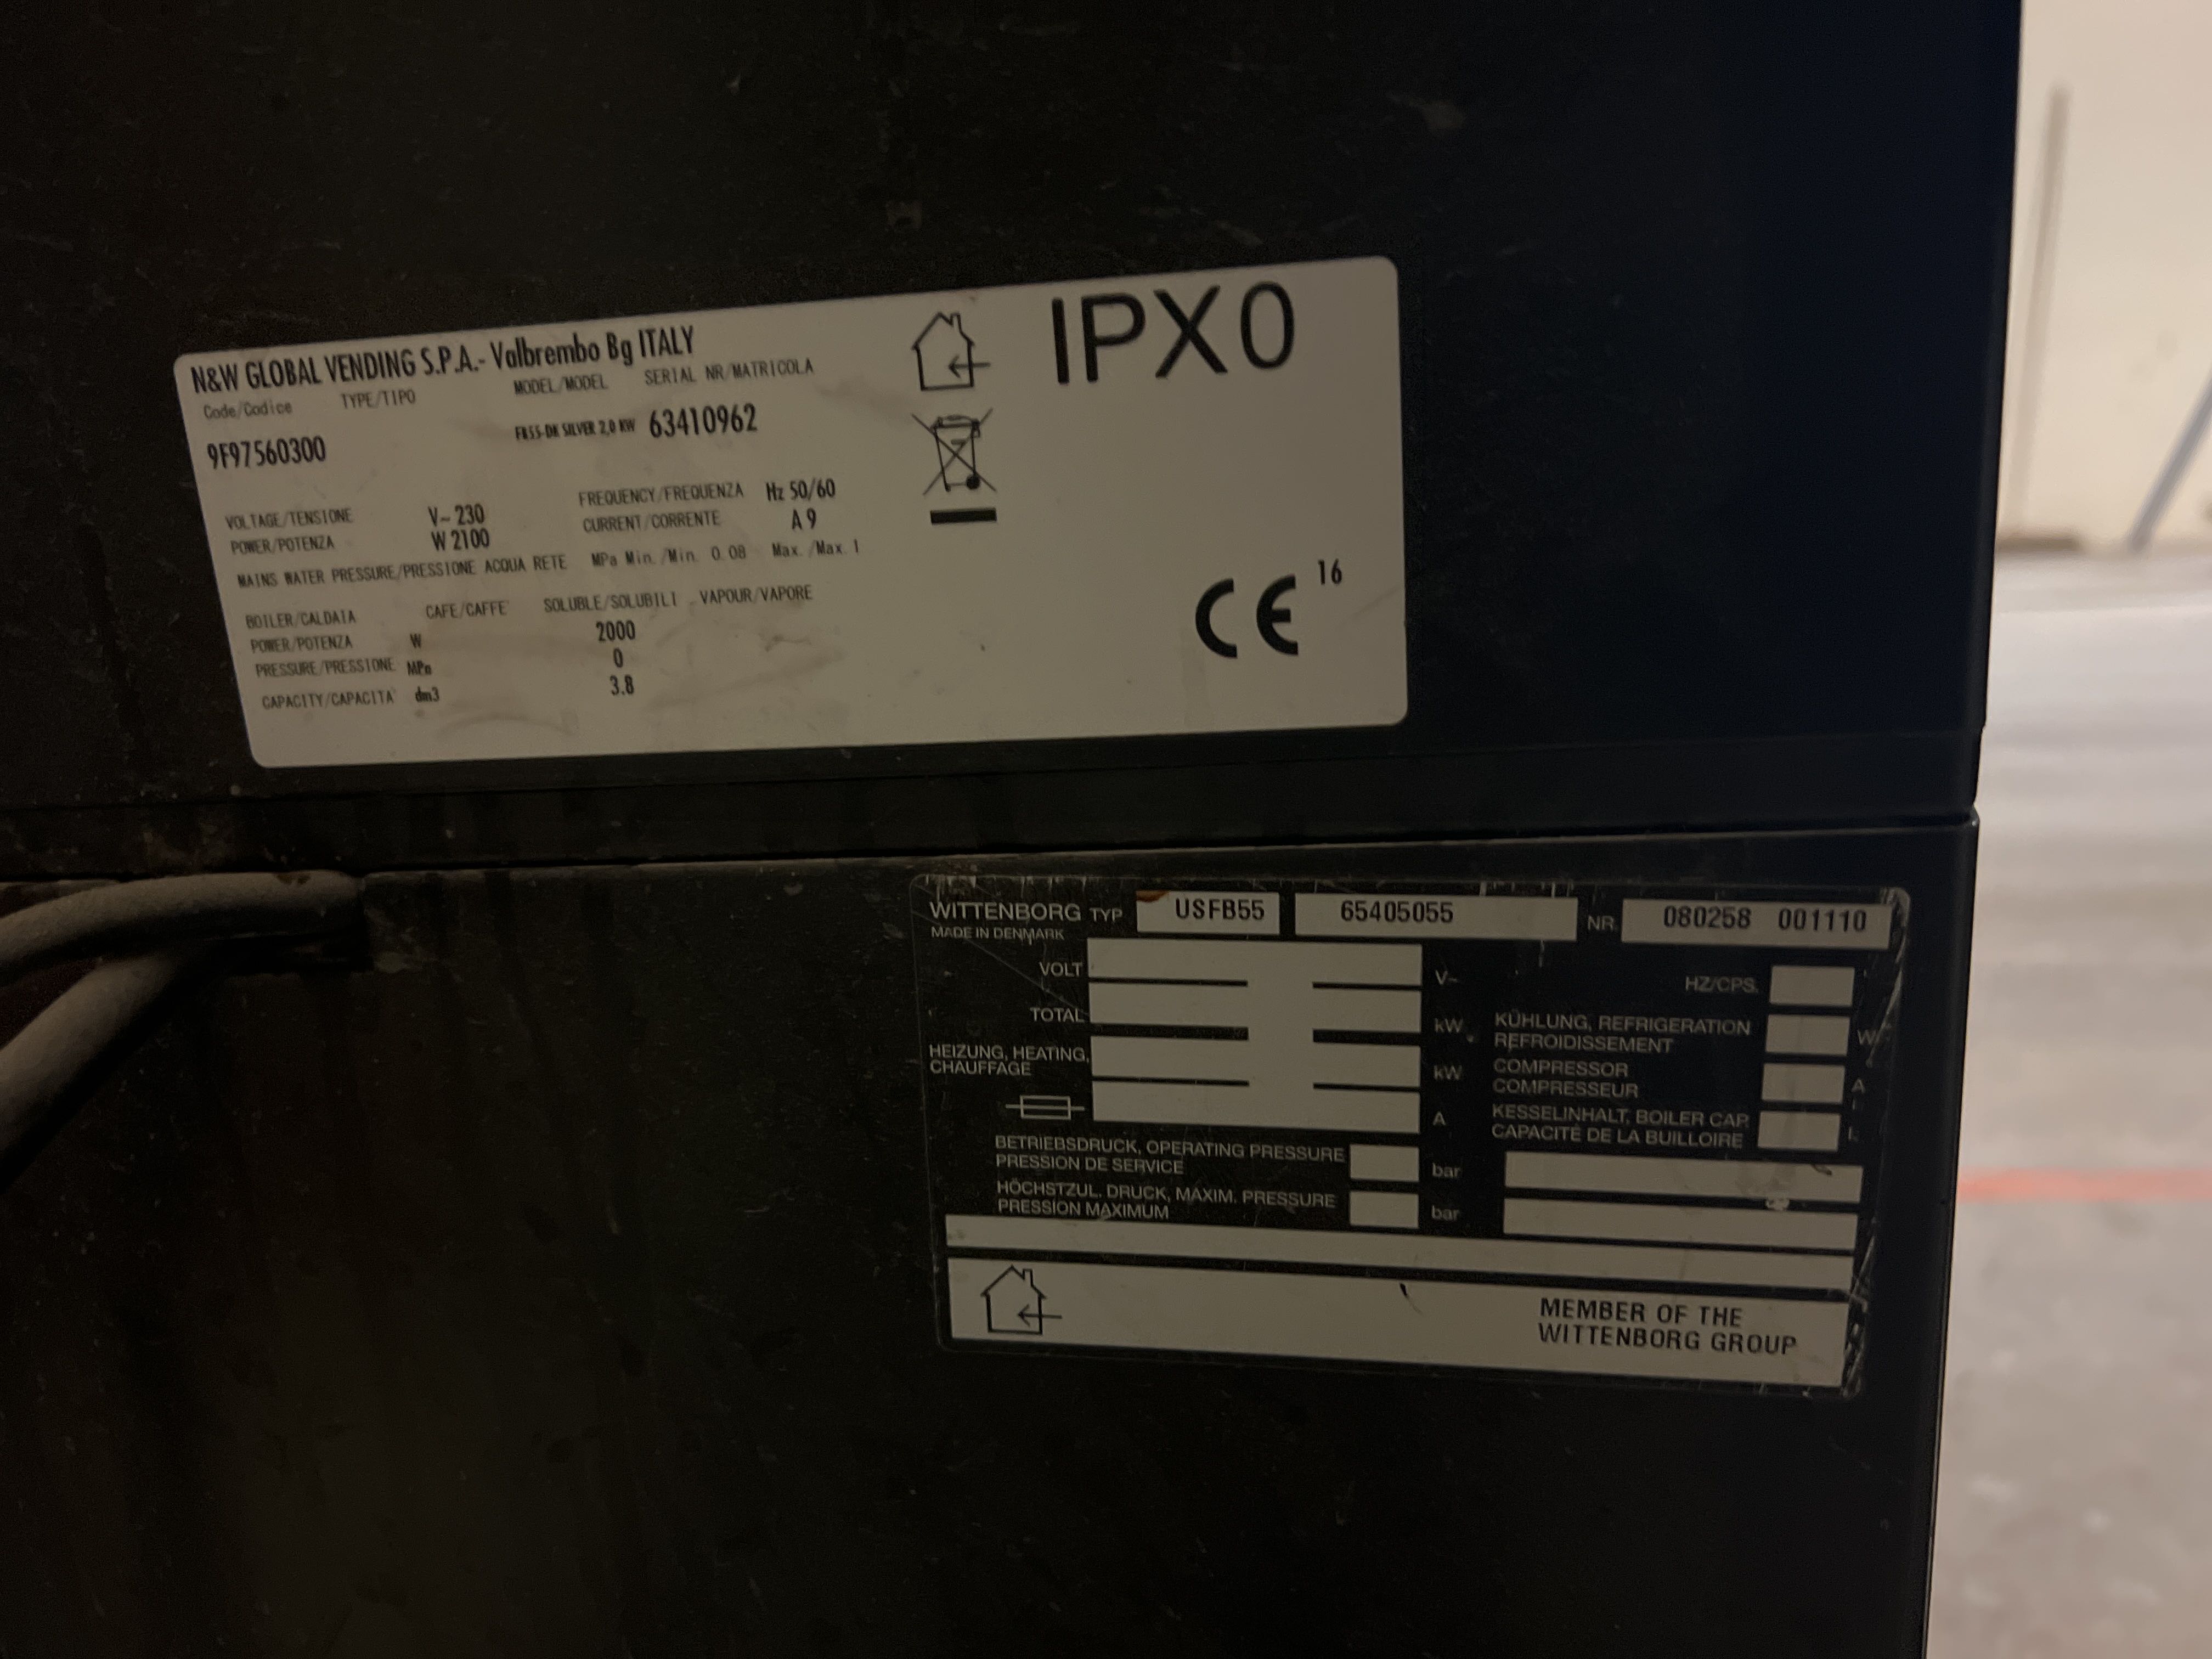 N&W GLOBAL VENDING S.P.A.- Valbrembo Bg ITALY
Code/Codice TYPE/TIPO MODEL/MODEL SERIAL NR/MATRICOLA
9F97560300 FB55-DK SILVER 2,0 KW 63410962
VOLTAGE/TENSIONE V~ 230 FREQUENCY/FREQUENZA Hz 50/60
POWER/POTENZA W 2100 CURRENT/CORRENTE A 9
MAINS WATER PRESSURE/PRESSIONE ACQUA RETE MPa Min./Min. 0.08 Max./Max. 1
BOILER/CALDAIA CAFE/CAFFE' SOLUBLE/SOLUBILI VAPOUR/VAPORE
POWER/POTENZA W 2000
PRESSURE/PRESSIONE MPa 0
CAPACITY/CAPACITA' dm3 3.8
IPX0
CE 16
WITTENBORG TYP USFB55 65405055 NR. 080258 001110
MADE IN DENMARK
VOLT V~ HZ/CPS.
TOTAL kW KÜHLUNG, REFRIGERATION
REFROIDISSEMENT W
HEIZUNG, HEATING,
CHAUFFAGE kW COMPRESSOR
COMPRESSEUR A
A KESSELINHALT, BOILER CAP.
CAPACITÉ DE LA BUILLOIRE L
BETRIEBSDRUCK, OPERATING PRESSURE
PRESSION DE SERVICE bar
HÖCHSTZUL. DRUCK, MAXIM. PRESSURE
PRESSION MAXIMUM bar
MEMBER OF THE
WITTENBORG GROUP